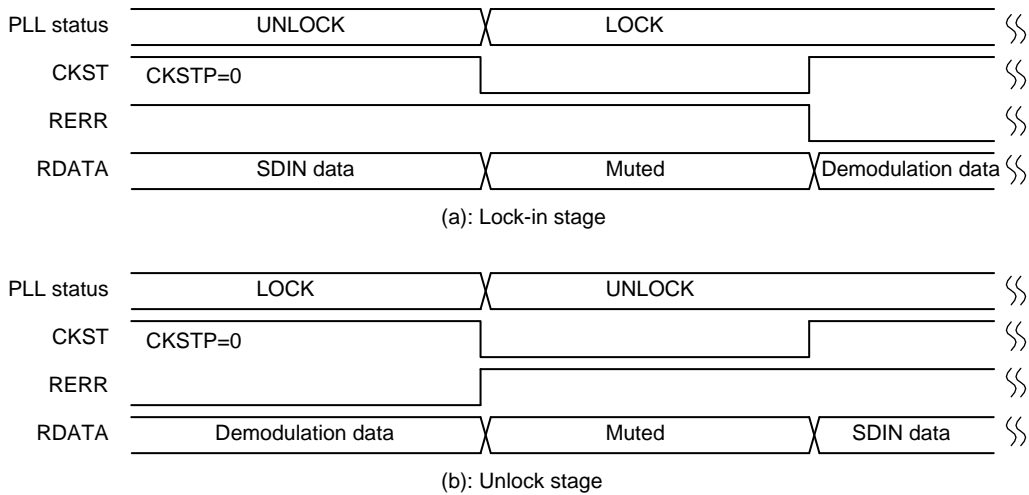 PLL status UNLOCK LOCK
CKST CKSTP=0
RERR
RDATA SDIN data Muted Demodulation data
(a): Lock-in stage
PLL status LOCK UNLOCK
CKST CKSTP=0
RERR
RDATA Demodulation data Muted SDIN data
(b): Unlock stage